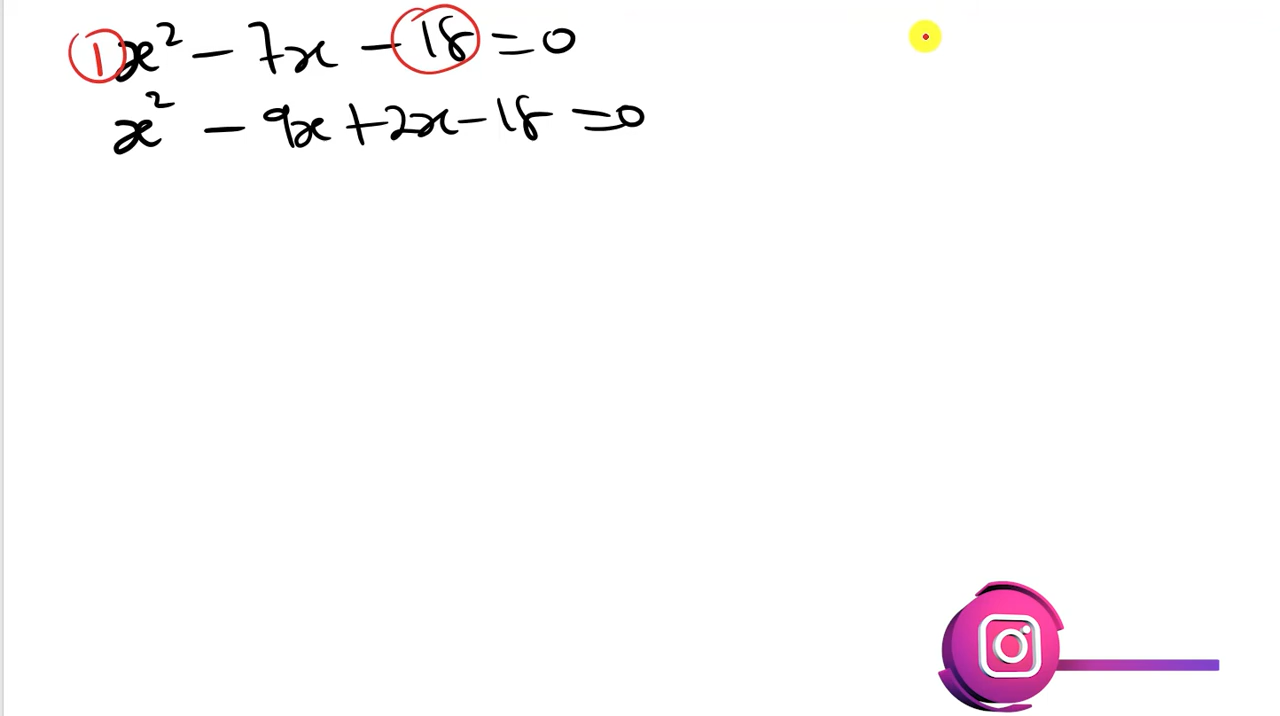 1x² - 7x - 18 = 0
x² - 9x + 2x - 18 = 0